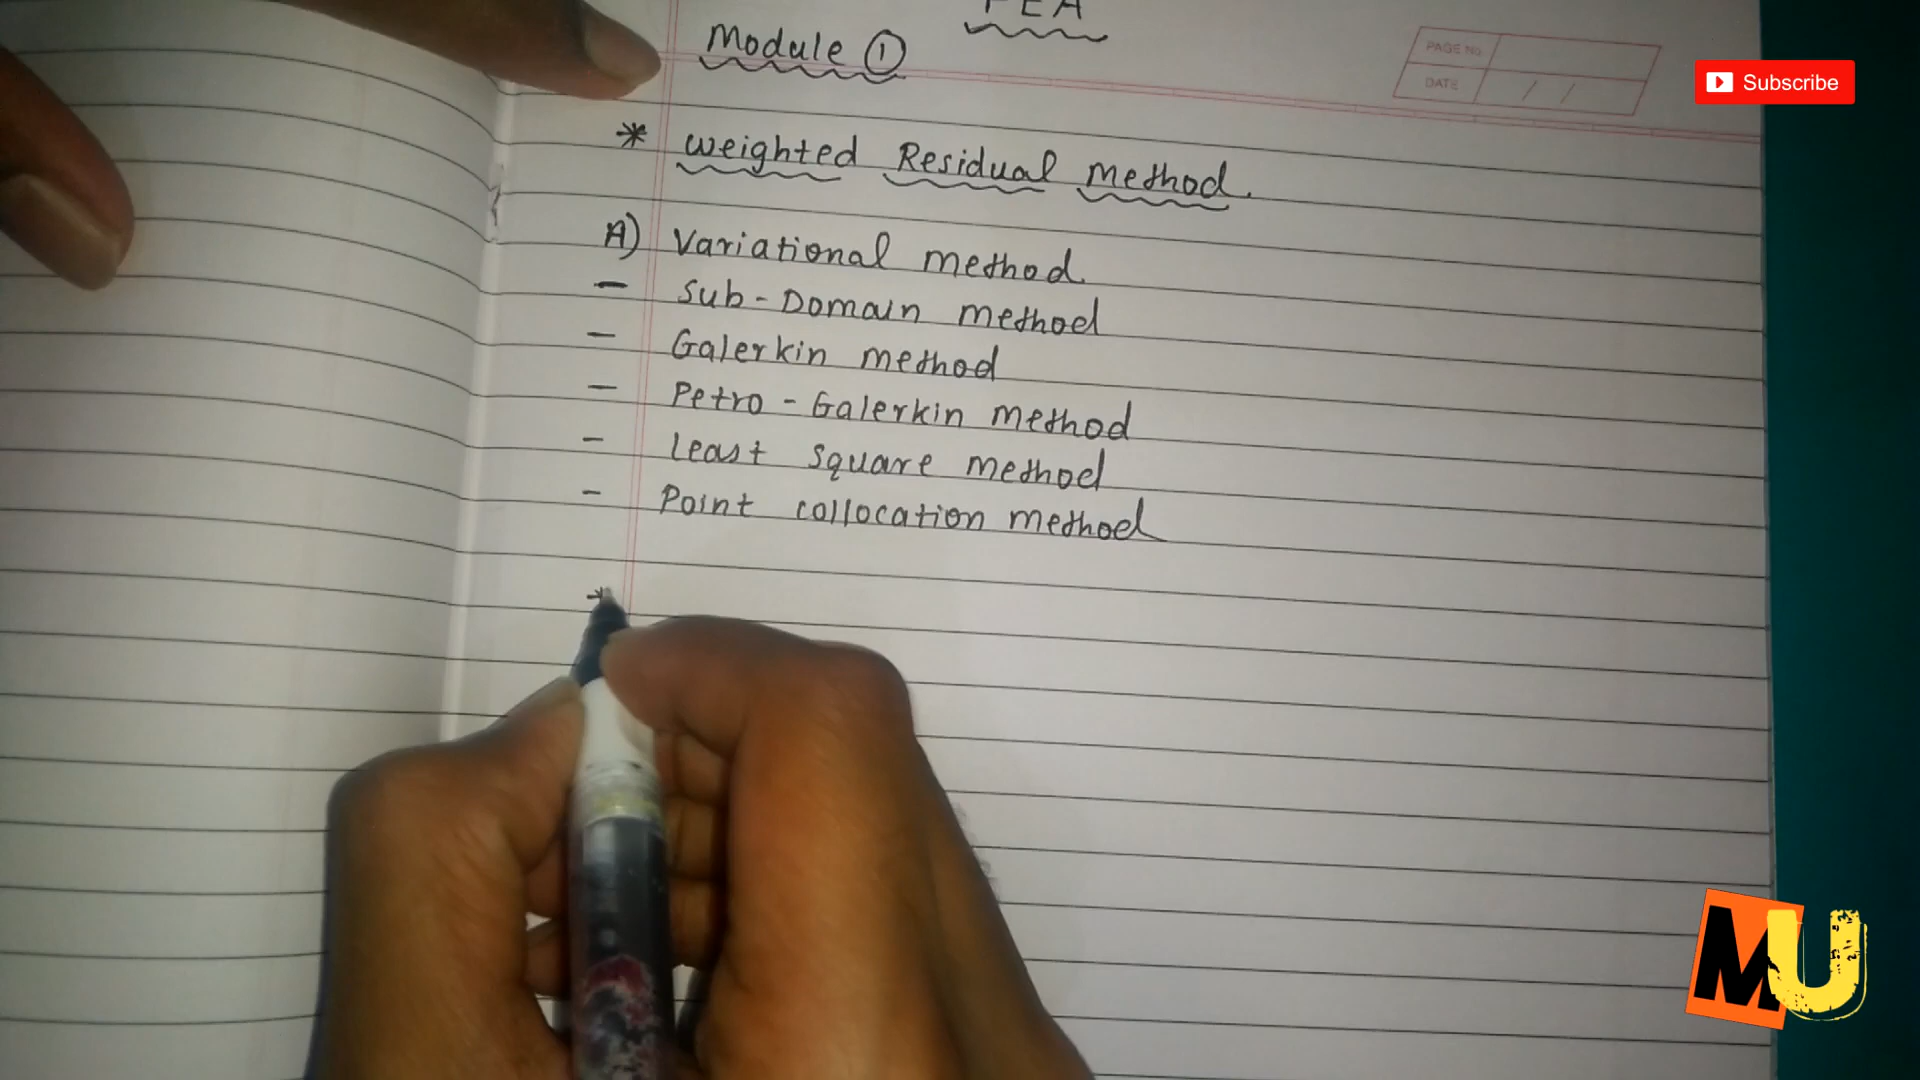 FEA
Module ①
PAGE No.
DATE / /
Subscribe
* Weighted Residual Method.
A) Variational Method.
- Sub-Domain Method
- Galerkin Method
- Petro-Galerkin Method
- Least Square Method
- Point Collocation Method
*
MU